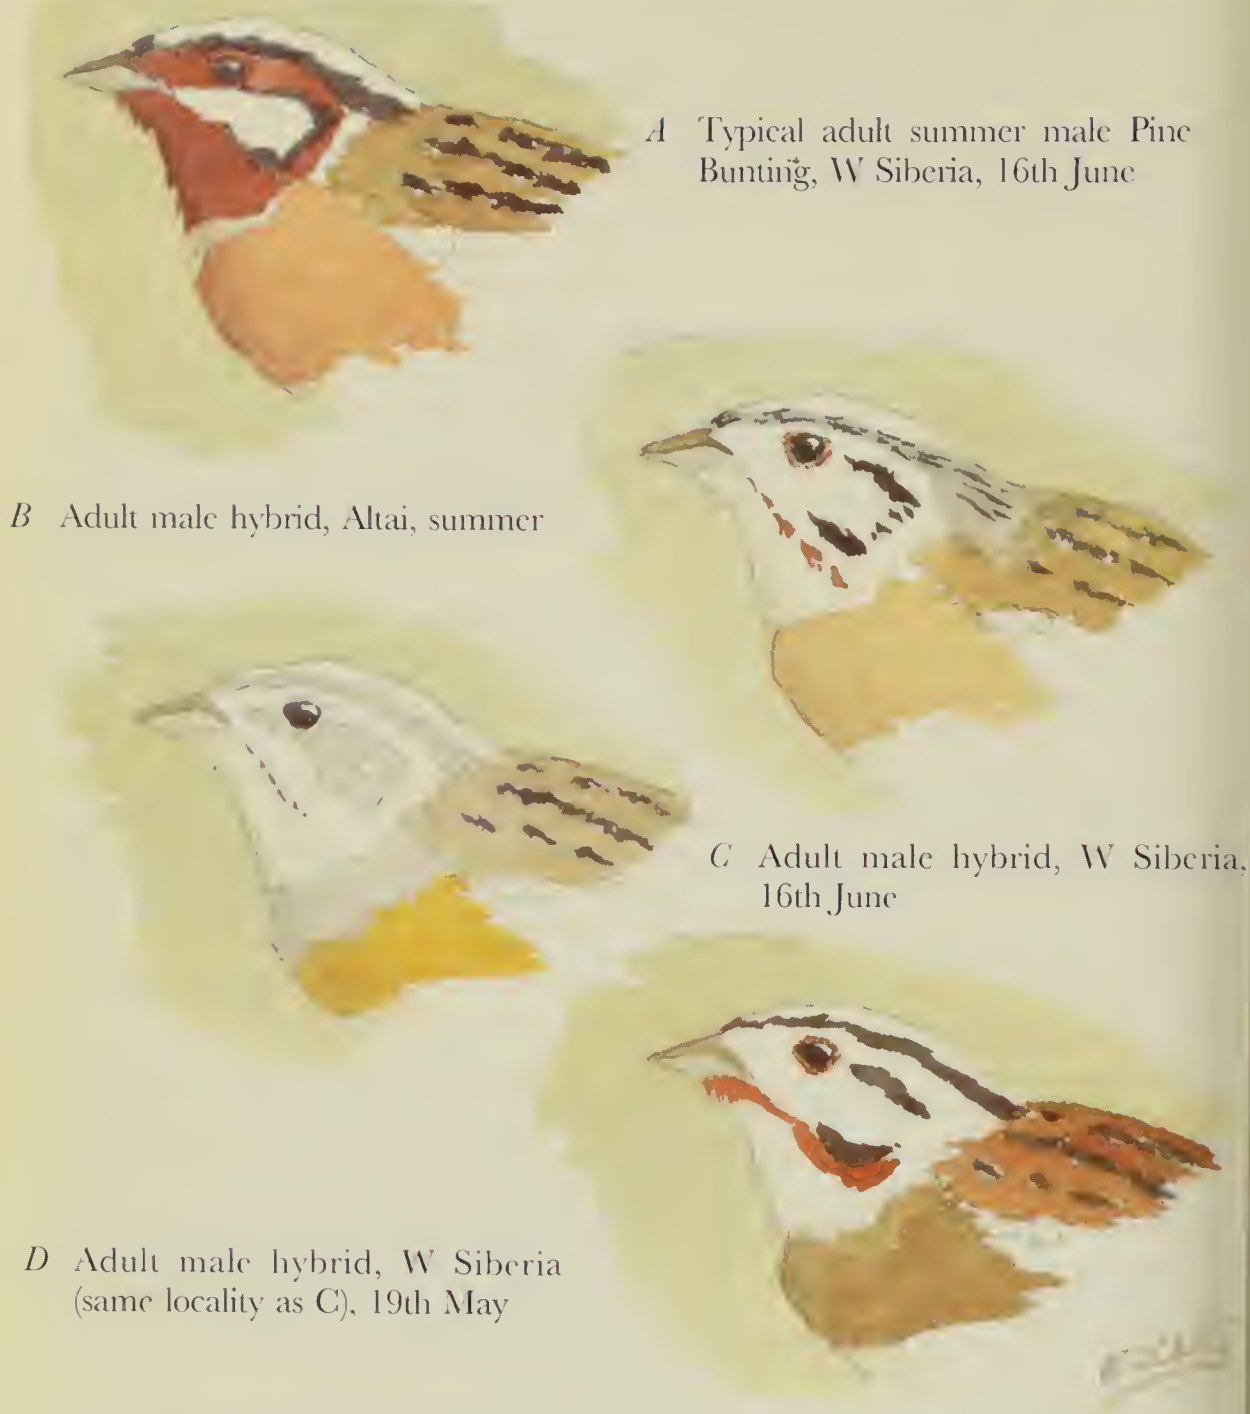 A Typical adult summer male Pine
Bunting, W Siberia, 16th June
B Adult male hybrid, Altai, summer
C Adult male hybrid, W Siberia,
16th June
D Adult male hybrid, W Siberia
(same locality as C), 19th May